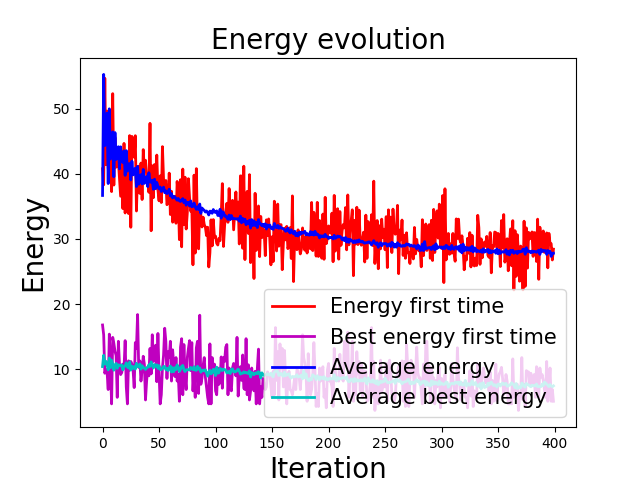 Energy evolution
Energy
50
40
30
20
10
Energy first time
Best energy first time
Average energy
Average best energy
0 50 100 150 200 250 300 350 400
Iteration